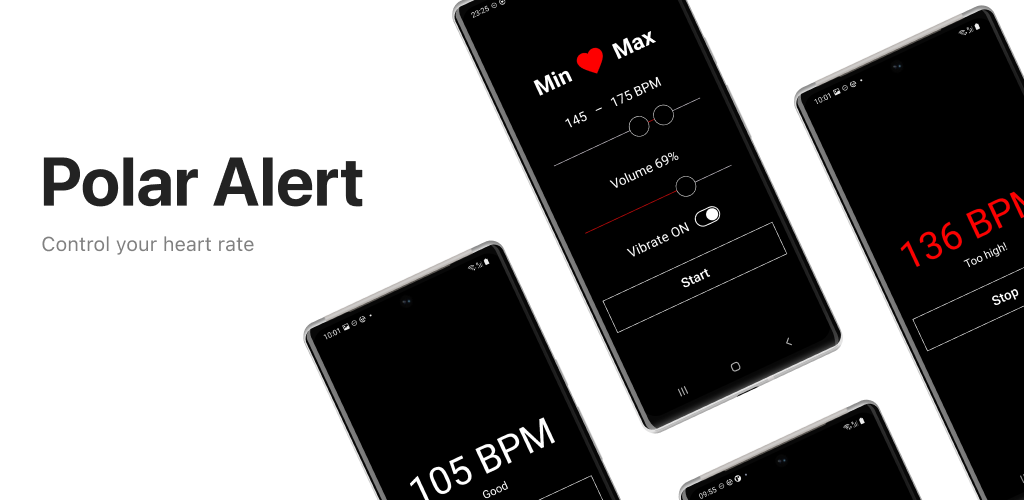 Polar Alert
Control your heart rate
23:25
Min Max
145 – 175 BPM
Volume 69%
Vibrate ON
Start
10:01
136 BPM
Too high!
Stop
10:01
105 BPM
Good
09:55